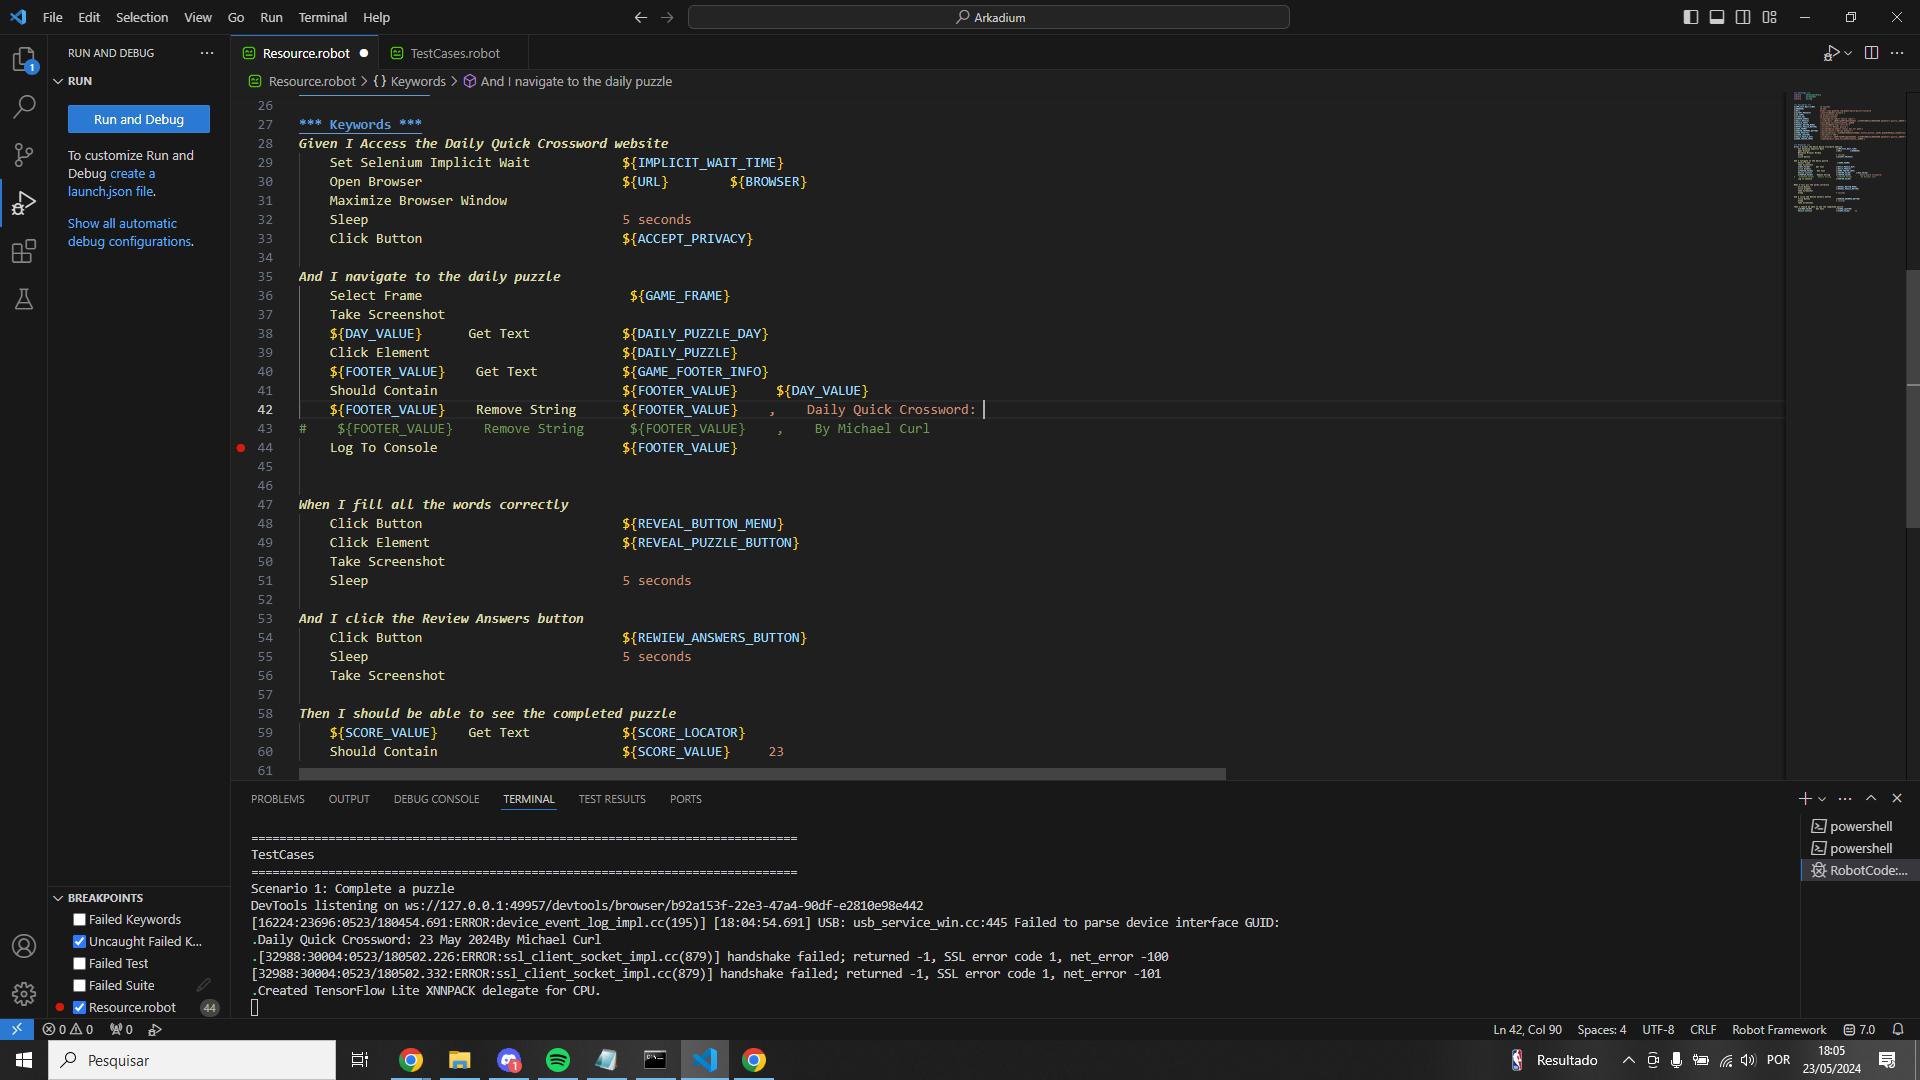 File Edit Selection View Go Run Terminal Help
Arkadium
RUN AND DEBUG
RUN
Run and Debug
To customize Run and
Debug create a
launch.json file.
Show all automatic
debug configurations.
BREAKPOINTS
Failed Keywords
Uncaught Failed K...
Failed Test
Failed Suite
Resource.robot 44
Resource.robot
TestCases.robot
Resource.robot > {} Keywords > And I navigate to the daily puzzle
26
27 *** Keywords ***
28 Given I Access the Daily Quick Crossword website
29 Set Selenium Implicit Wait ${IMPLICIT_WAIT_TIME}
30 Open Browser ${URL} ${BROWSER}
31 Maximize Browser Window
32 Sleep 5 seconds
33 Click Button ${ACCEPT_PRIVACY}
34
35 And I navigate to the daily puzzle
36 Select Frame ${GAME_FRAME}
37 Take Screenshot
38 ${DAY_VALUE} Get Text ${DAILY_PUZZLE_DAY}
39 Click Element ${DAILY_PUZZLE}
40 ${FOOTER_VALUE} Get Text ${GAME_FOOTER_INFO}
41 Should Contain ${FOOTER_VALUE} ${DAY_VALUE}
42 ${FOOTER_VALUE} Remove String ${FOOTER_VALUE} , Daily Quick Crossword:
43 # ${FOOTER_VALUE} Remove String ${FOOTER_VALUE} , By Michael Curl
44 Log To Console ${FOOTER_VALUE}
45
46
47 When I fill all the words correctly
48 Click Button ${REVEAL_BUTTON_MENU}
49 Click Element ${REVEAL_PUZZLE_BUTTON}
50 Take Screenshot
51 Sleep 5 seconds
52
53 And I click the Review Answers button
54 Click Button ${REWIEW_ANSWERS_BUTTON}
55 Sleep 5 seconds
56 Take Screenshot
57
58 Then I should be able to see the completed puzzle
59 ${SCORE_VALUE} Get Text ${SCORE_LOCATOR}
60 Should Contain ${SCORE_VALUE} 23
61
PROBLEMS OUTPUT DEBUG CONSOLE TERMINAL TEST RESULTS PORTS
==============================================================================
TestCases
==============================================================================
Scenario 1: Complete a puzzle
DevTools listening on ws://127.0.0.1:49957/devtools/browser/b92a153f-22e3-47a4-90df-e2810e98e442
[16224:23696:0523/180454.691:ERROR:device_event_log_impl.cc(195)] [18:04:54.691] USB: usb_service_win.cc:445 Failed to parse device interface GUID:
.Daily Quick Crossword: 23 May 2024By Michael Curl
.[32988:30004:0523/180502.226:ERROR:ssl_client_socket_impl.cc(879)] handshake failed; returned -1, SSL error code 1, net_error -100
[32988:30004:0523/180502.332:ERROR:ssl_client_socket_impl.cc(879)] handshake failed; returned -1, SSL error code 1, net_error -101
.Created TensorFlow Lite XNNPACK delegate for CPU.
powershell
powershell
RobotCode:...
0 0 0
Ln 42, Col 90 Spaces: 4 UTF-8 CRLF Robot Framework 7.0
Pesquisar
Resultado
POR
18:05
23/05/2024